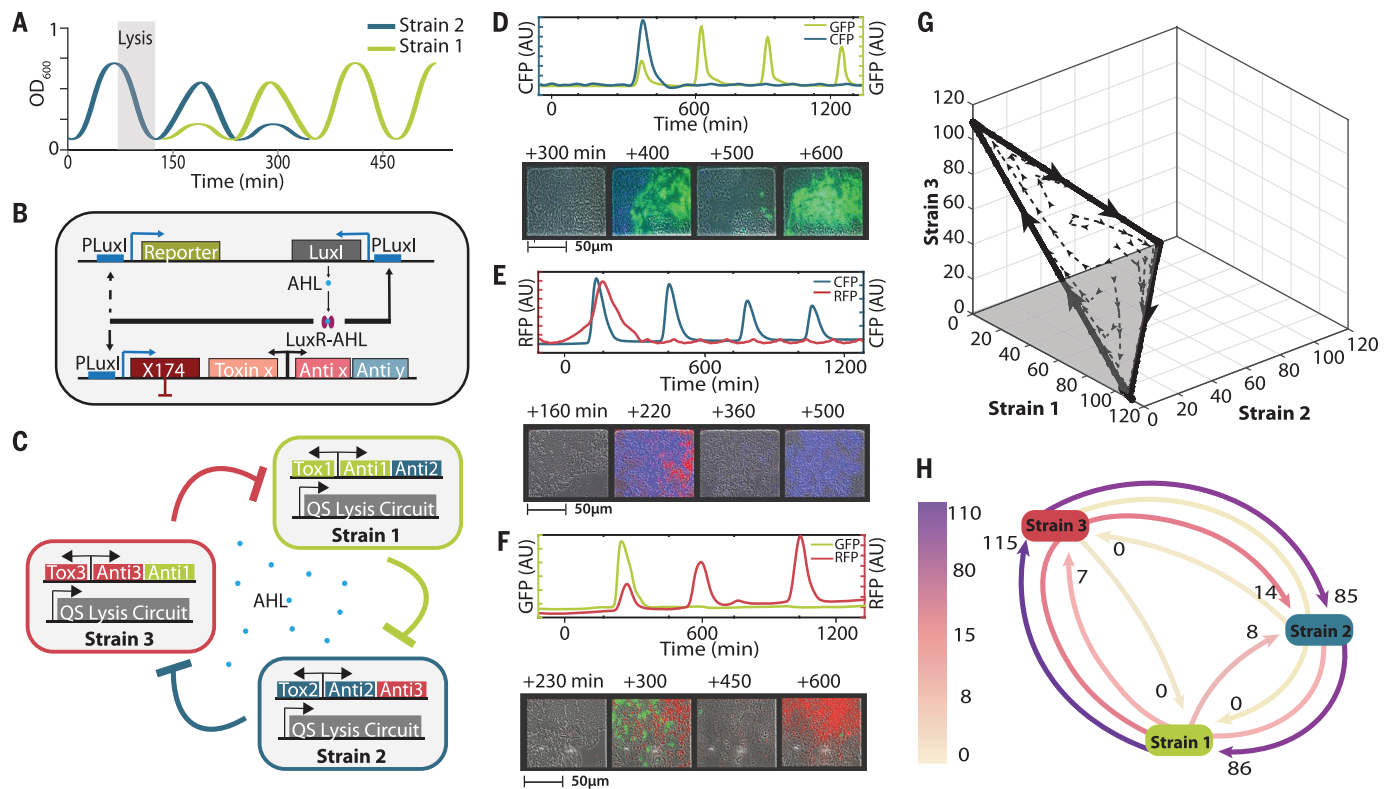 A
1
OD600
0
Lysis
Strain 2
Strain 1
0
150
300
450
Time (min)
B
PLuxI
Reporter
LuxI
PLuxI
AHL
LuxR-AHL
PLuxI
X174
Toxin x
Anti x
Anti y
C
Tox1
Anti1
Anti2
QS Lysis Circuit
Strain 1
Tox3
Anti3
Anti1
QS Lysis Circuit
Strain 3
AHL
Tox2
Anti2
Anti3
QS Lysis Circuit
Strain 2
D
CFP (AU)
GFP
CFP
GFP (AU)
0
600
1200
Time (min)
+300 min
+400
+500
+600
50µm
E
RFP (AU)
CFP
RFP
CFP (AU)
0
600
1200
Time (min)
+160 min
+220
+360
+500
50µm
F
GFP (AU)
GFP
RFP
RFP (AU)
0
600
1200
Time (min)
+230 min
+300
+450
+600
50µm
G
Strain 3
120
100
80
60
40
20
0
0
20
40
60
80
100
120
Strain 1
0
20
40
60
80
100
120
Strain 2
H
110
80
15
8
0
Strain 3
Strain 2
Strain 1
115
0
7
14
85
8
0
0
86